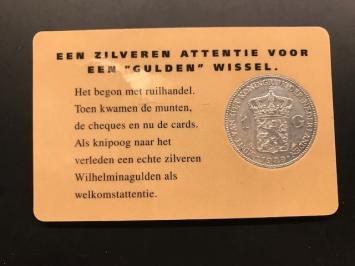 EEN ZILVEREN ATTENTIE VOOR
EEN "GULDEN" WISSEL.
Het begon met ruilhandel.
Toen kwamen de munten,
de cheques en nu de cards.
Als knipoog naar het
verleden een echte zilveren
Wilhelminagulden als
welkomstattentie.
1 G